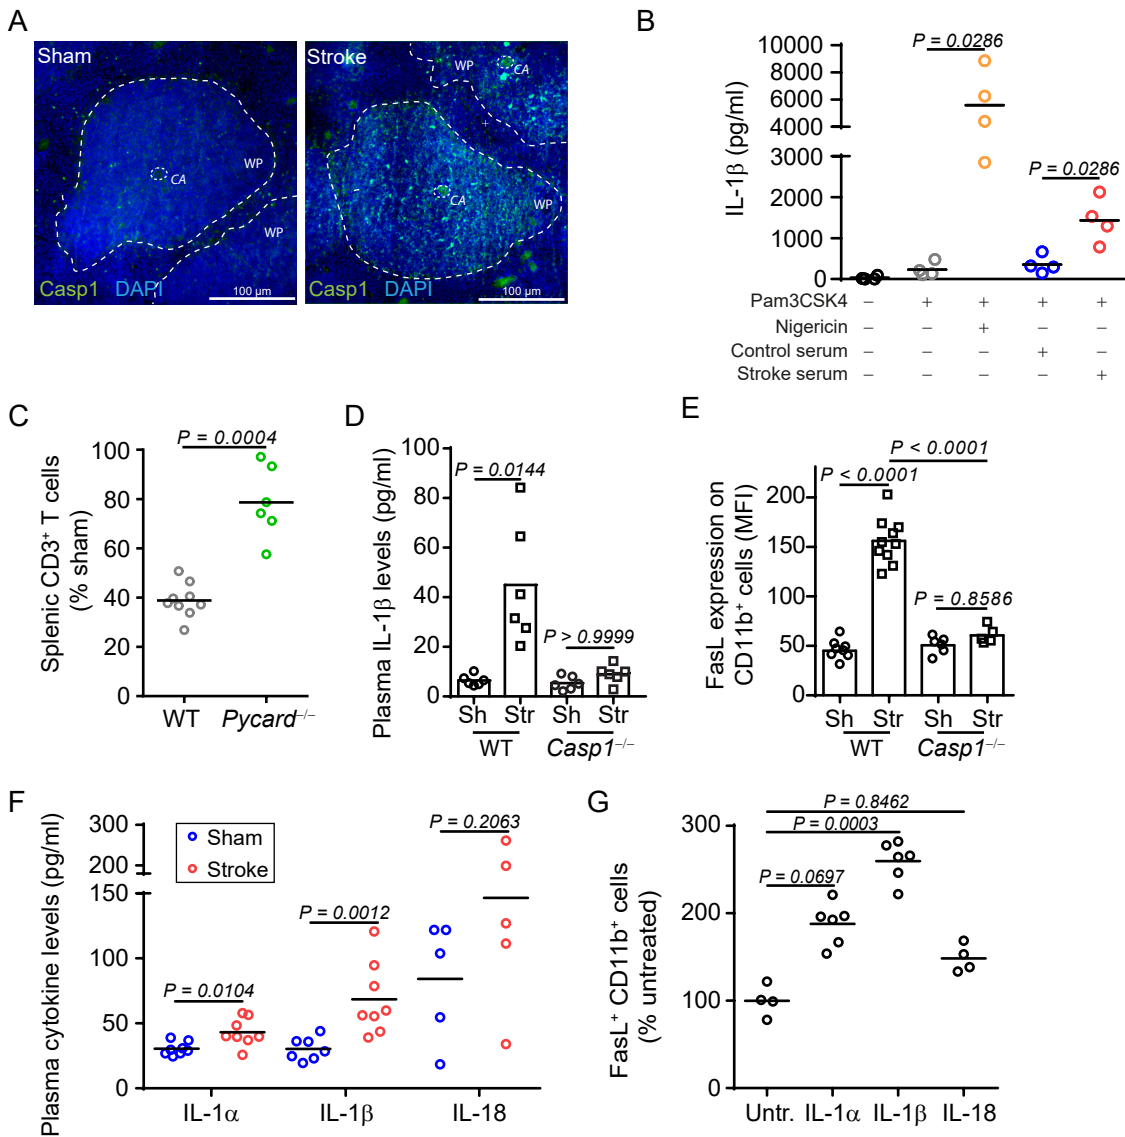 A
Sham
WP
CA
WP
Casp1 DAPI
100 µm
Stroke
WP
CA
CA
WP
Casp1 DAPI
100 µm
B
IL-1β (pg/ml)
10000
8000
6000
4000
3000
2000
1000
0
P = 0.0286
P = 0.0286
Pam3CSK4 – + + + +
Nigericin – – + – –
Control serum – – – + –
Stroke serum – – – – +
C
Splenic CD3⁺ T cells
(% sham)
100
80
60
40
20
0
P = 0.0004
WT Pycard⁻/⁻
D
Plasma IL-1β levels (pg/ml)
100
80
60
40
20
0
P = 0.0144
P > 0.9999
Sh Str Sh Str
WT Casp1⁻/⁻
E
FasL expression on
CD11b⁺ cells (MFI)
200
150
100
50
0
P < 0.0001
P < 0.0001
P = 0.8586
Sh Str Sh Str
WT Casp1⁻/⁻
F
Plasma cytokine levels (pg/ml)
300
200
150
100
50
0
Sham
Stroke
P = 0.0104
P = 0.0012
P = 0.2063
IL-1α IL-1β IL-18
G
FasL⁺ CD11b⁺ cells
(% untreated)
300
200
100
0
P = 0.8462
P = 0.0003
P = 0.0697
Untr. IL-1α IL-1β IL-18